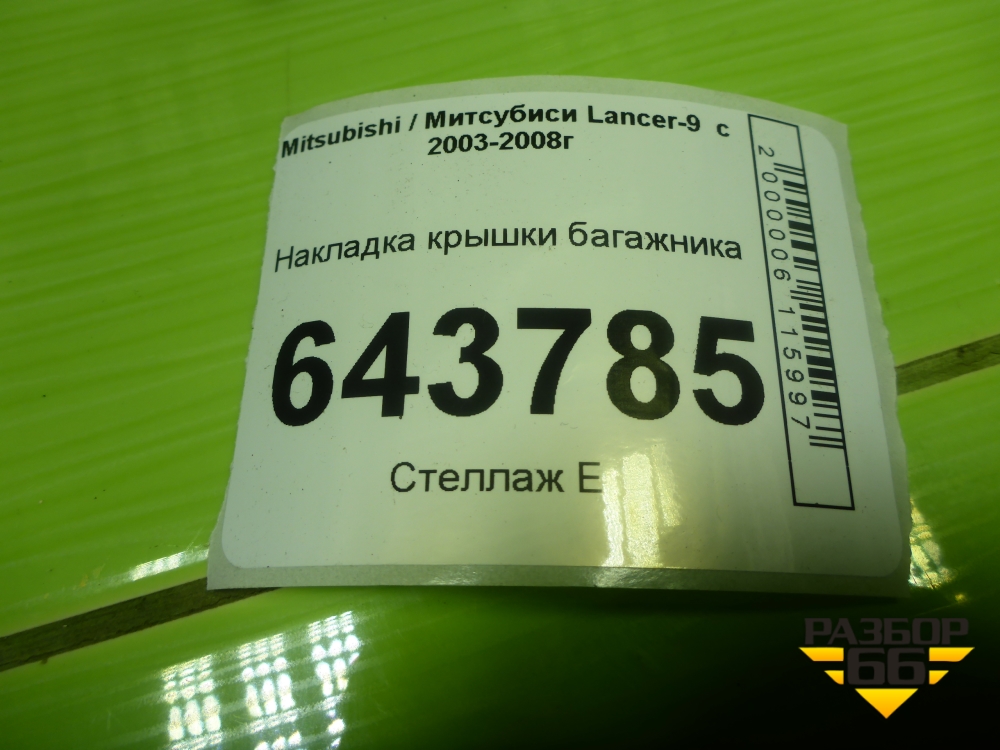 Mitsubishi / Митсубиси Lancer-9 с
2003-2008г
Накладка крышки багажника
643785
Стеллаж Е
2000006115997
РАЗБОР
66